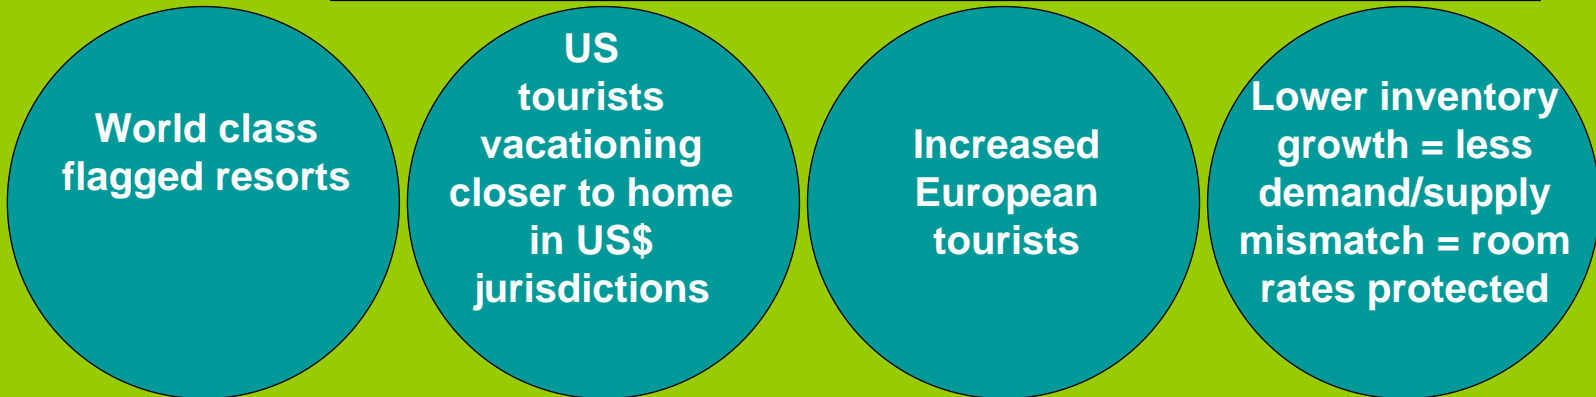 World class
flagged resorts
US
tourists
vacationing
closer to home
in US$
jurisdictions
Increased
European
tourists
Lower inventory
growth = less
demand/supply
mismatch = room
rates protected